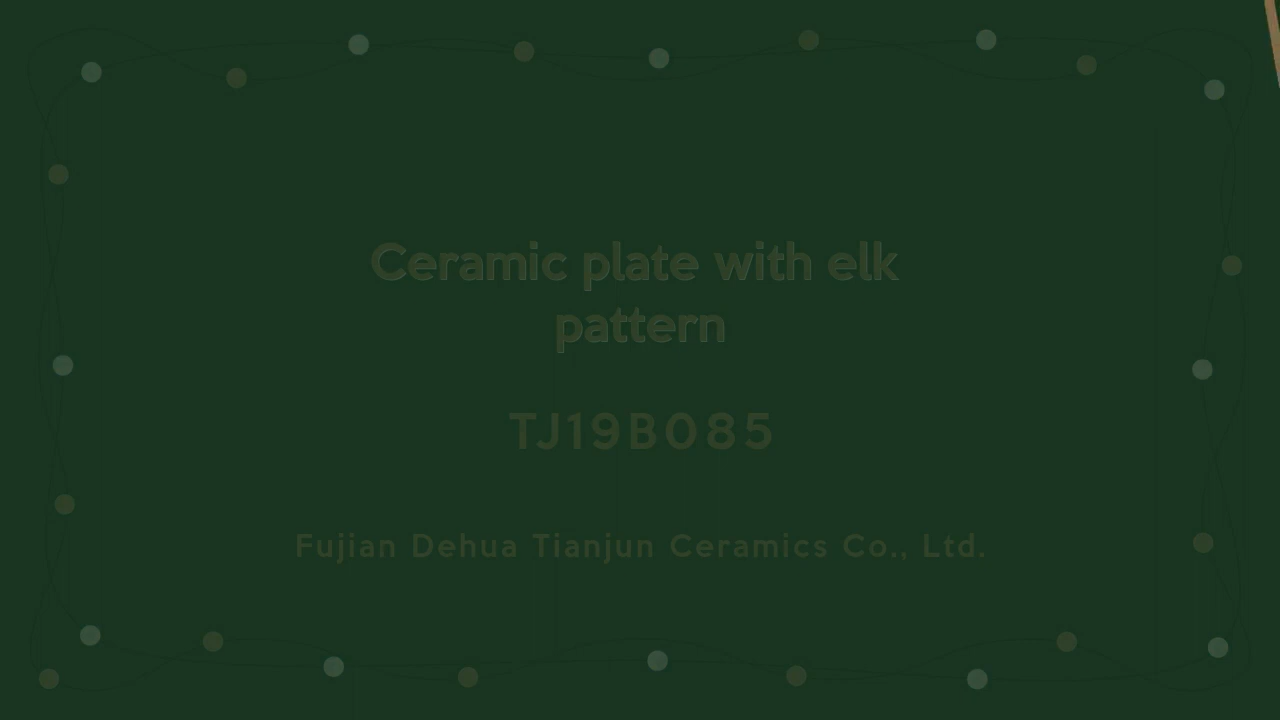 Ceramic plate with elk
pattern
TJ19B085
Fujian Dehua Tianjun Ceramics Co., Ltd.